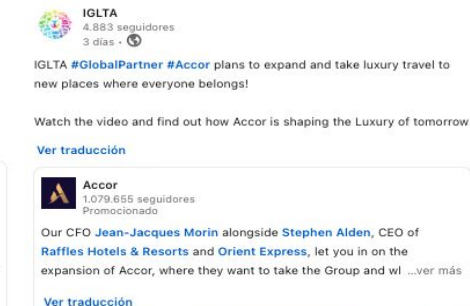 IGLTA
4.883 seguidores
3 días •
IGLTA #GlobalPartner #Accor plans to expand and take luxury travel to
new places where everyone belongs!
Watch the video and find out how Accor is shaping the Luxury of tomorrow
Ver traducción
Accor
1.079.655 seguidores
Promocionado
Our CFO Jean-Jacques Morin alongside Stephen Alden, CEO of
Raffles Hotels & Resorts and Orient Express, let you in on the
expansion of Accor, where they want to take the Group and wl ...ver más
Ver traducción